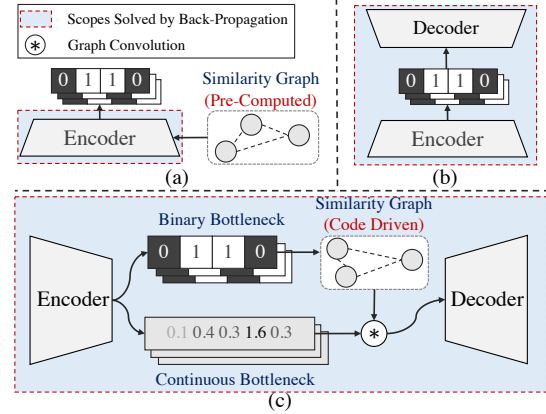 Scopes Solved by Back-Propagation
* Graph Convolution
0 1 1 0
Encoder
Similarity Graph
(Pre-Computed)
(a)
Decoder
0 1 1 0
Encoder
(b)
Binary Bottleneck
0 1 1 0
Similarity Graph
(Code Driven)
Encoder
*
Decoder
0.1 0.4 0.3 1.6 0.3
Continuous Bottleneck
(c)